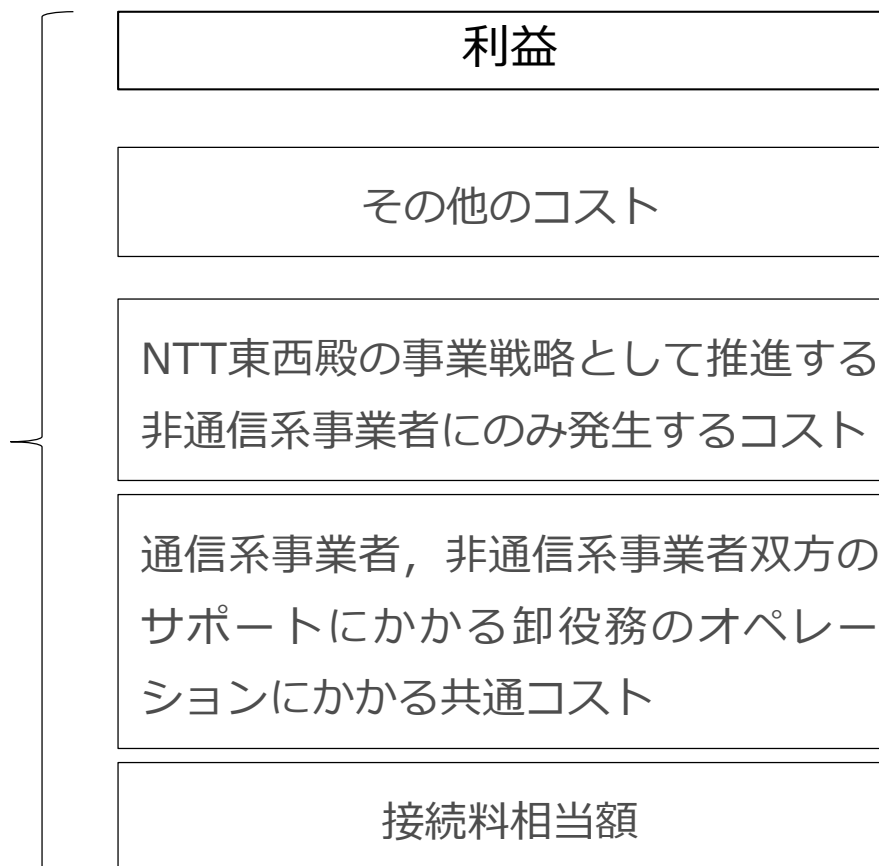 利益
その他のコスト
NTT東西殿の事業戦略として推進する
非通信系事業者にのみ発生するコスト
通信系事業者，非通信系事業者双方の
サポートにかかる卸役務のオペレー
ションにかかる共通コスト
接続料相当額